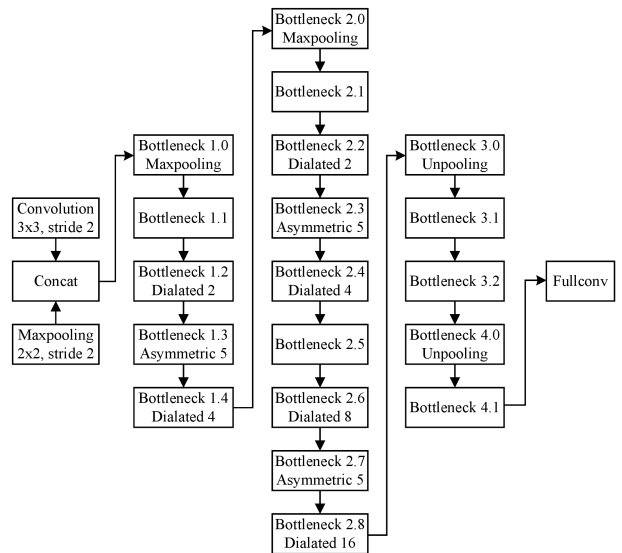 Convolution
3x3, stride 2
Concat
Maxpooling
2x2, stride 2
Bottleneck 1.0
Maxpooling
Bottleneck 1.1
Bottleneck 1.2
Dialated 2
Bottleneck 1.3
Asymmetric 5
Bottleneck 1.4
Dialated 4
Bottleneck 2.0
Maxpooling
Bottleneck 2.1
Bottleneck 2.2
Dialated 2
Bottleneck 2.3
Asymmetric 5
Bottleneck 2.4
Dialated 4
Bottleneck 2.5
Bottleneck 2.6
Dialated 8
Bottleneck 2.7
Asymmetric 5
Bottleneck 2.8
Dialated 16
Bottleneck 3.0
Unpooling
Bottleneck 3.1
Bottleneck 3.2
Bottleneck 4.0
Unpooling
Bottleneck 4.1
Fullconv